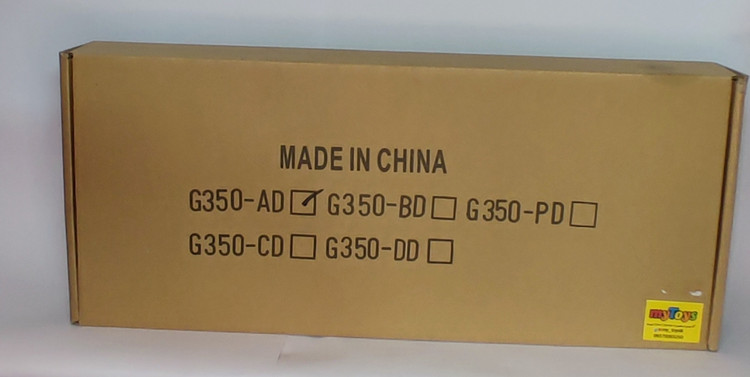 MADE IN CHINA
G350-AD☑ G350-BD☐ G350-PD☐
G350-CD☐ G350-DD☐
myToys